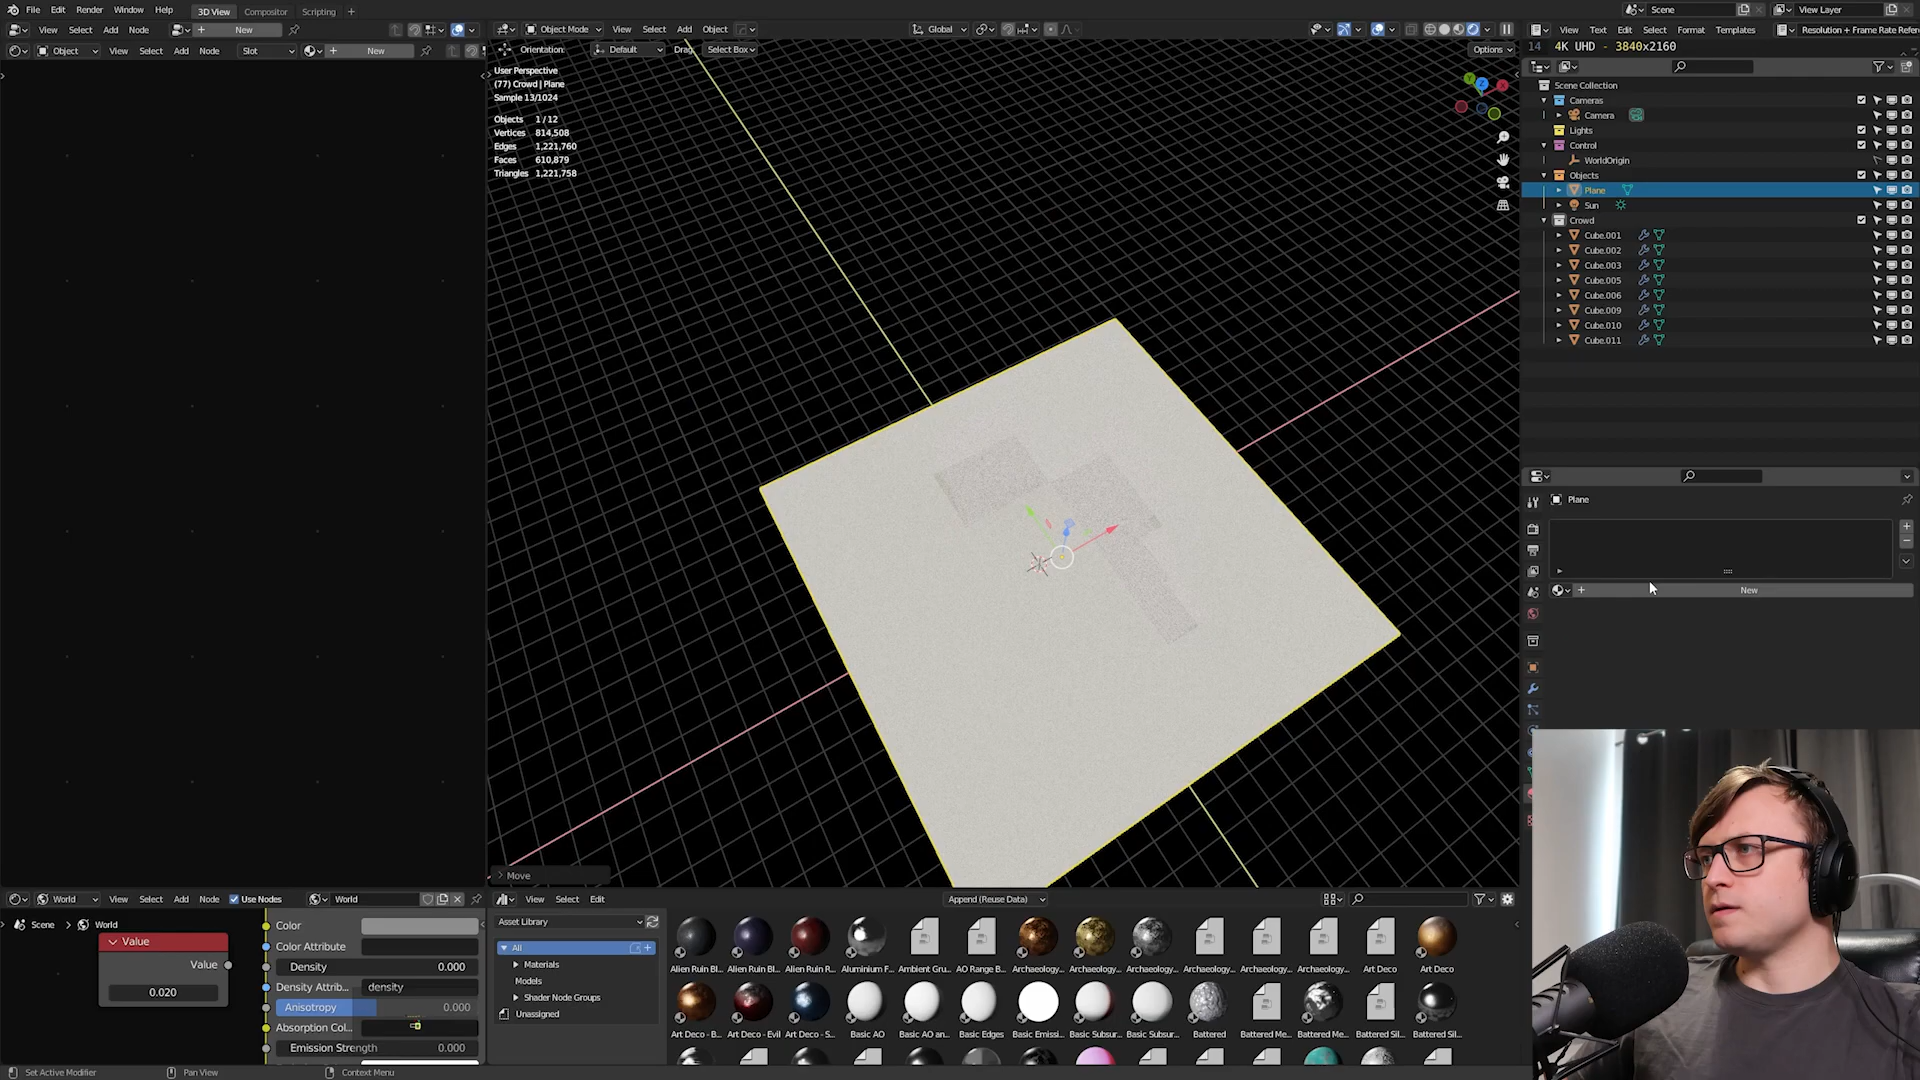 File Edit Render Window Help 3D View Compositor Scripting
Scene View Layer
View Select Add Node New
Object View Select Add Node Slot New
Object Mode View Select Add Object Global
Orientation: Default Drag: Select Box Options
View Text Edit Select Format Templates Resolution + Frame Rate Refer
14 4K UHD - 3840x2160
User Perspective
(77) Crowd | Plane
Sample 13/1024
Objects 1/12
Vertices 814,508
Edges 1,221,760
Faces 610,879
Triangles 1,221,758
Scene Collection
Cameras
Camera
Lights
Control
WorldOrigin
Objects
Plane
Sun
Crowd
Cube.001
Cube.002
Cube.003
Cube.005
Cube.006
Cube.009
Cube.010
Cube.011
Plane
New
Move
World View Select Add Node Use Nodes World
Scene World
Value
Value
0.020
Color
Color Attribute
Density 0.000
Density Attrib... density
Anisotropy 0.000
Absorption Col...
Emission Strength 0.000
View Select Edit Append (Reuse Data)
Asset Library
All
Materials
Models
Shader Node Groups
Unassigned
Alien Ruin Bl... Alien Ruin Bl... Alien Ruin R... Aluminium F... Ambient Gru... AO Range B... Archaeology... Archaeology... Archaeology... Archaeology... Archaeology... Archaeology... Art Deco Art Deco
Art Deco - B... Art Deco - Evil Art Deco - S... Basic AO Basic AO an... Basic Edges Basic Emissi... Basic Subsur... Basic Subsur... Battered Battered Me... Battered Me... Battered Sil... Battered Sil...
Set Active Modifier Pan View Context Menu